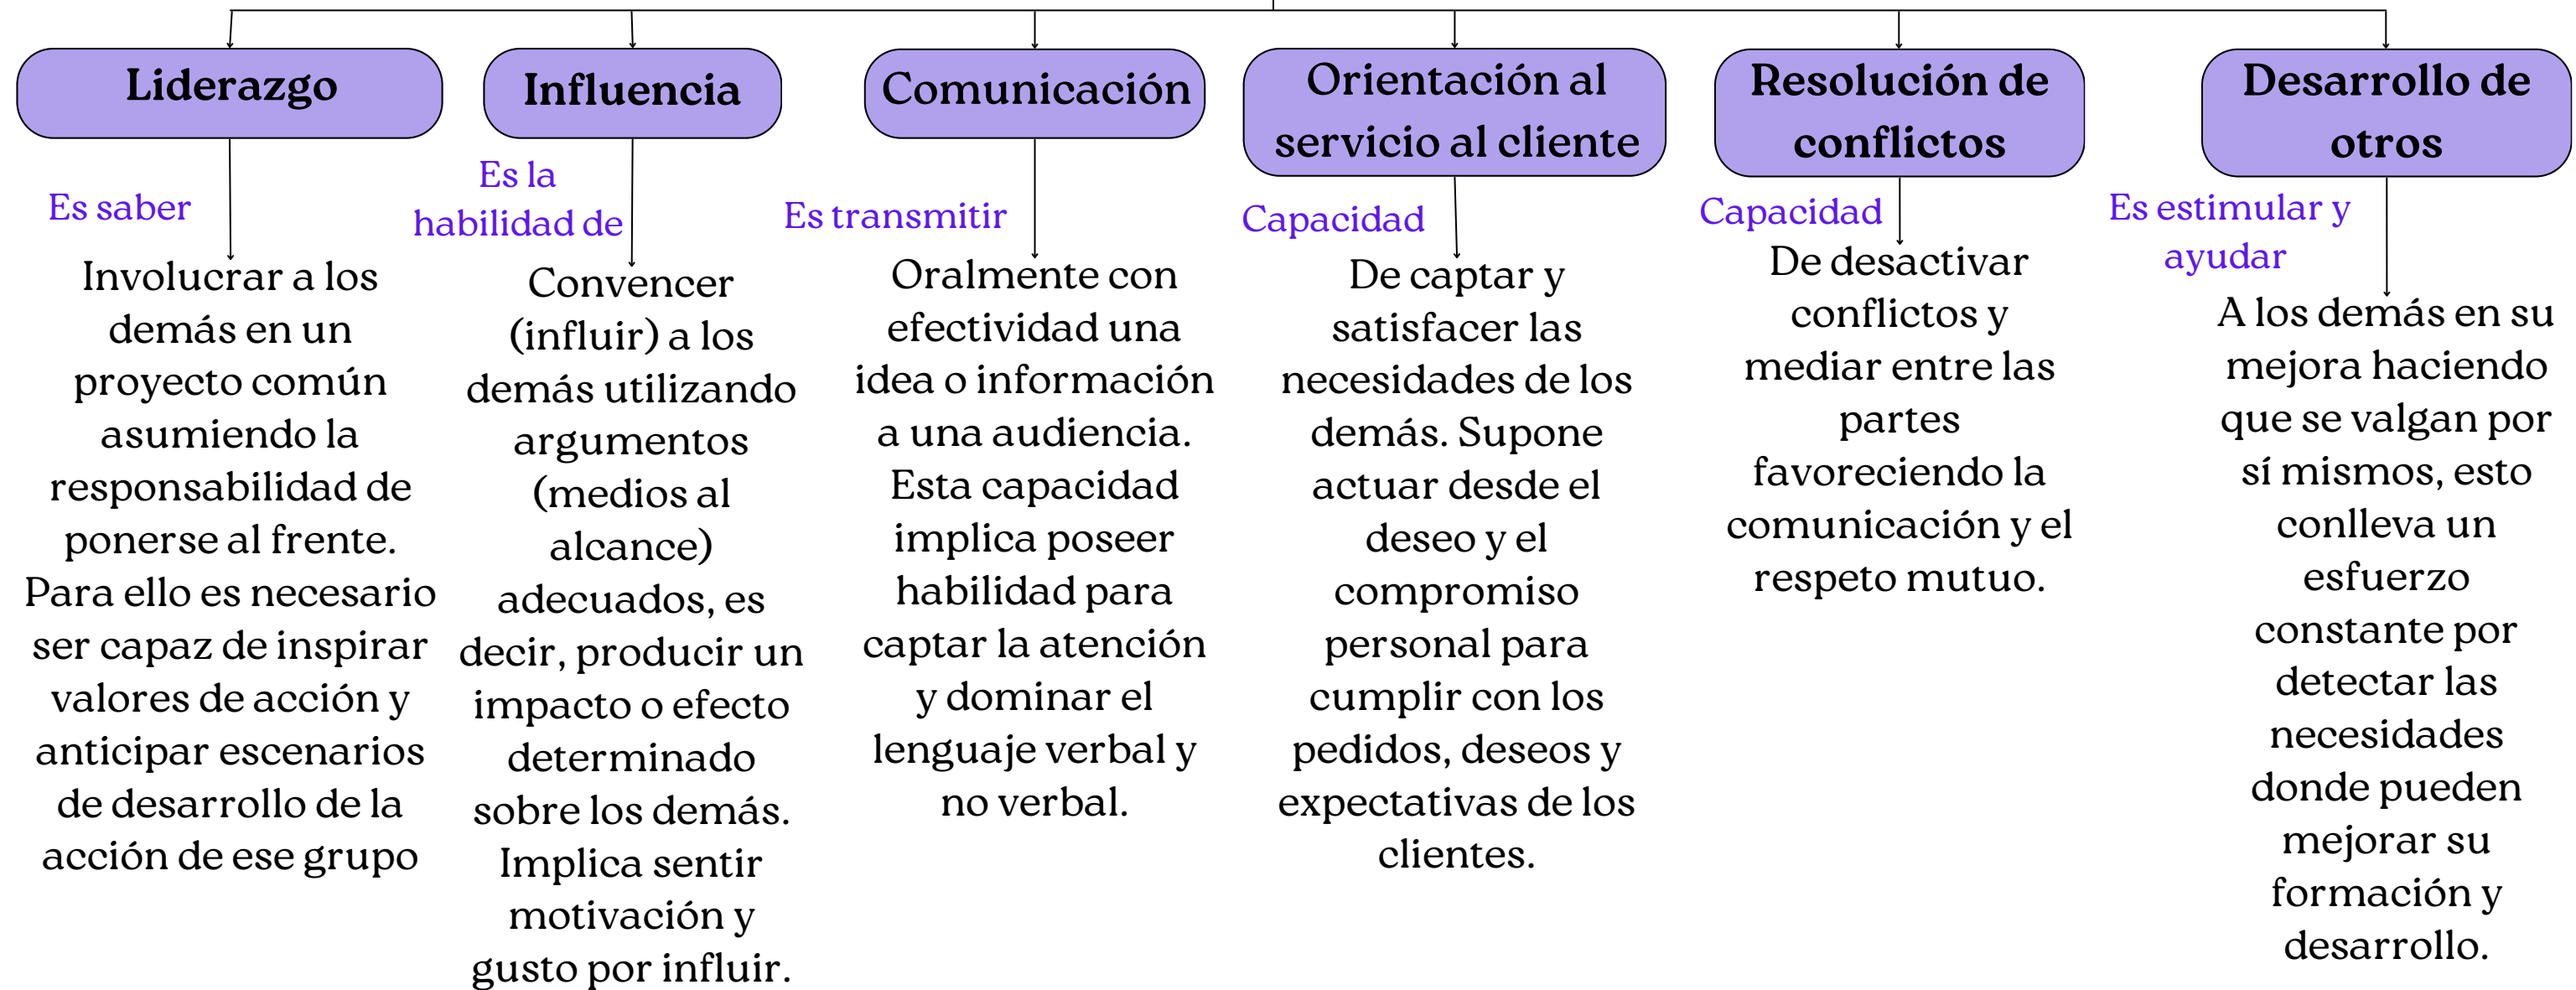 Liderazgo
Es saber
Involucrar a los
demás en un
proyecto común
asumiendo la
responsabilidad de
ponerse al frente.
Para ello es necesario
ser capaz de inspirar
valores de acción y
anticipar escenarios
de desarrollo de la
acción de ese grupo
Influencia
Es la
habilidad de
Convencer
(influir) a los
demás utilizando
argumentos
(medios al
alcance)
adecuados, es
decir, producir un
impacto o efecto
determinado
sobre los demás.
Implica sentir
motivación y
gusto por influir.
Comunicación
Es transmitir
Oralmente con
efectividad una
idea o información
a una audiencia.
Esta capacidad
implica poseer
habilidad para
captar la atención
y dominar el
lenguaje verbal y
no verbal.
Orientación al
servicio al cliente
Capacidad
De captar y
satisfacer las
necesidades de los
demás. Supone
actuar desde el
deseo y el
compromiso
personal para
cumplir con los
pedidos, deseos y
expectativas de los
clientes.
Resolución de
conflictos
Capacidad
De desactivar
conflictos y
mediar entre las
partes
favoreciendo la
comunicación y el
respeto mutuo.
Desarrollo de
otros
Es estimular y
ayudar
A los demás en su
mejora haciendo
que se valgan por
sí mismos, esto
conlleva un
esfuerzo
constante por
detectar las
necesidades
donde pueden
mejorar su
formación y
desarrollo.